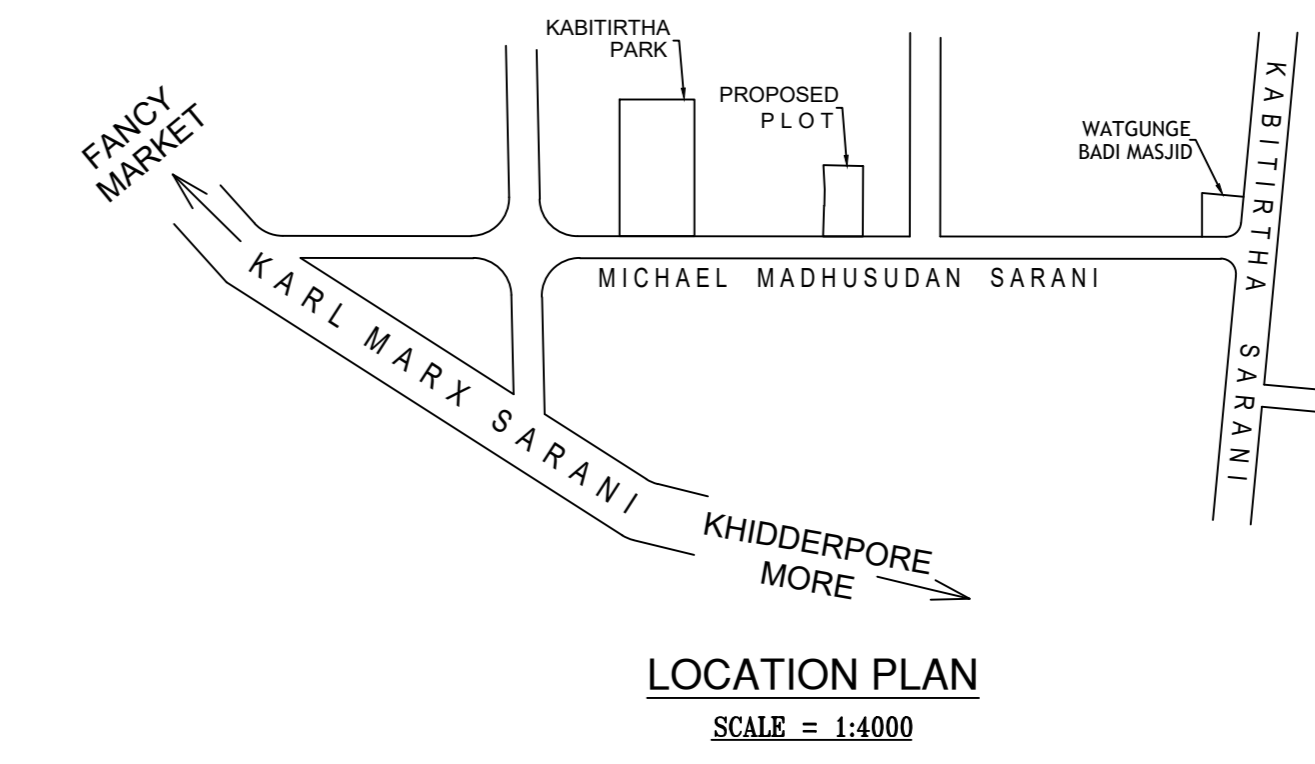 KABITIRTHA
PARK
PROPOSED
PLOT
WATGUNGE
BADI MASJID
FANCY
MARKET
KABITIRTHA SARANI
MICHAEL MADHUSUDAN SARANI
KARL MARX SARANI
KHIDDERPORE
MORE
LOCATION PLAN
SCALE = 1:4000